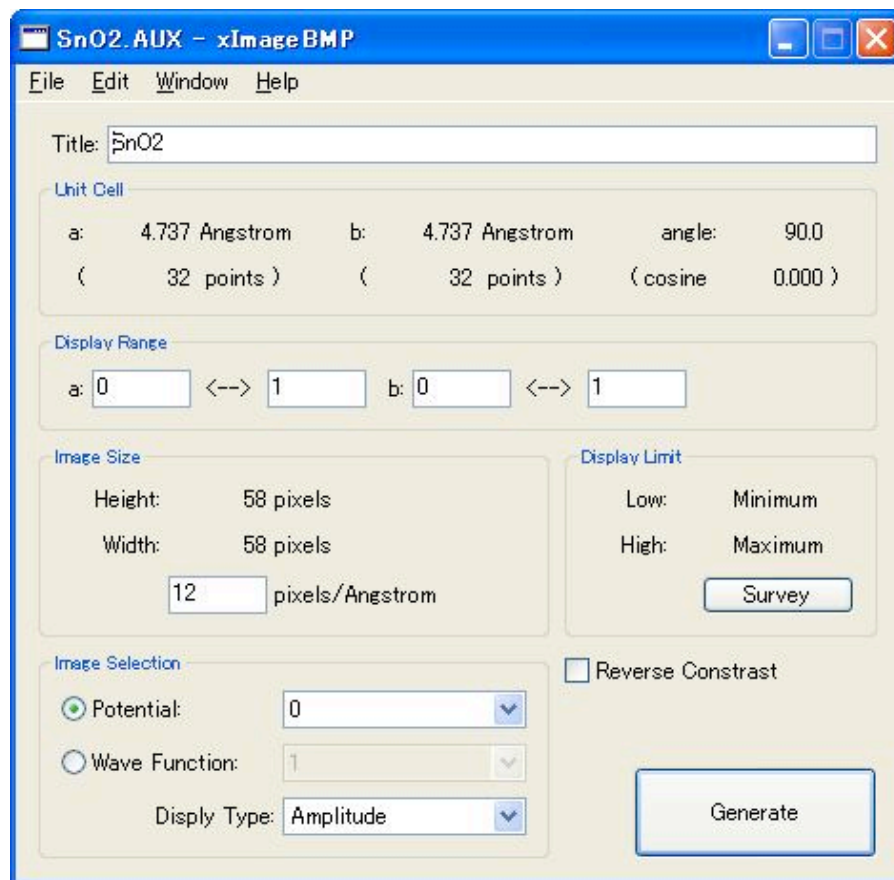 SnO2.AUX - xImageBMP
File Edit Window Help
Title: SnO2
Unit Cell
a: 4.737 Angstrom b: 4.737 Angstrom angle: 90.0
( 32 points ) ( 32 points ) ( cosine 0.000 )
Display Range
a: 0 <--> 1 b: 0 <--> 1
Image Size
Height: 58 pixels
Width: 58 pixels
12 pixels/Angstrom
Display Limit
Low: Minimum
High: Maximum
Survey
Image Selection
Potential: 0
Wave Function: 1
Disply Type: Amplitude
Reverse Constrast
Generate